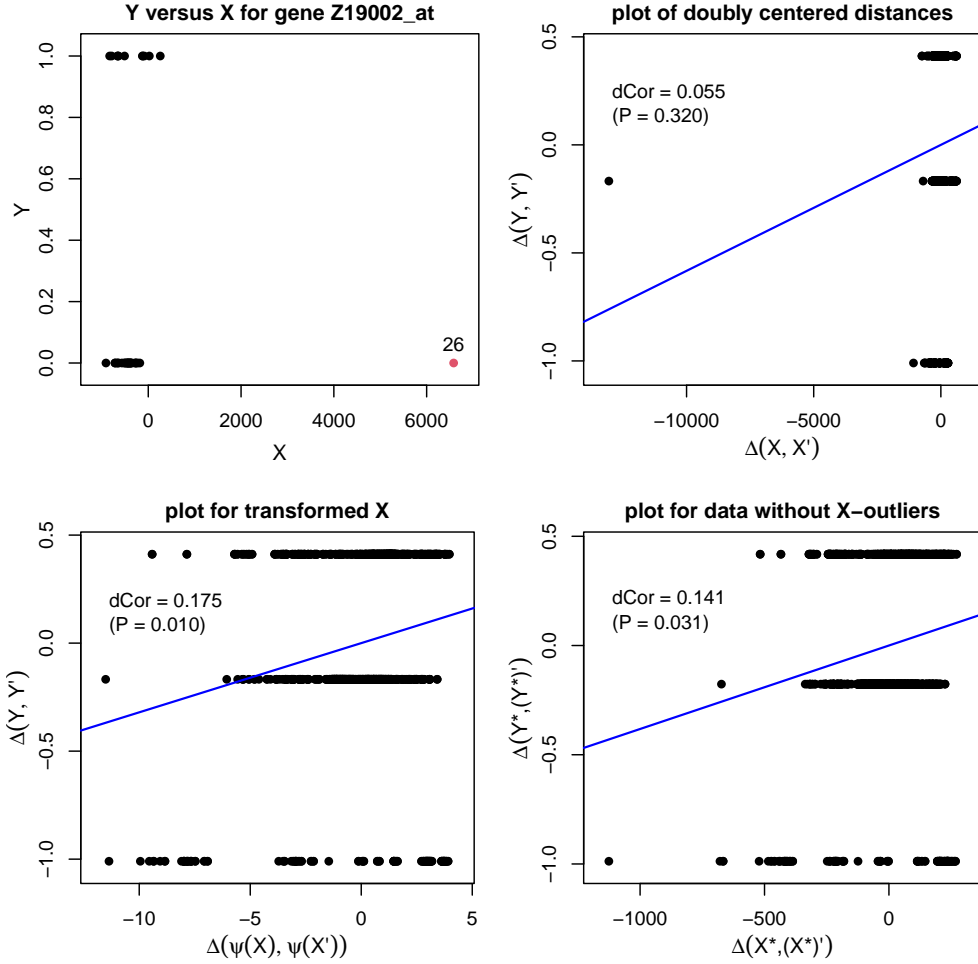 Y versus X for gene Z19002_at
1.0
0.8
0.6
0.4
0.2
0.0
Y
26
0
2000
4000
6000
X
plot of doubly centered distances
0.5
0.0
−0.5
−1.0
Δ(Y, Y')
dCor = 0.055
(P = 0.320)
−10000
−5000
0
Δ(X, X')
plot for transformed X
0.5
0.0
−0.5
−1.0
Δ(Y, Y')
dCor = 0.175
(P = 0.010)
−10
−5
0
5
Δ(ψ(X), ψ(X'))
plot for data without X−outliers
0.5
0.0
−0.5
−1.0
Δ(Y*,(Y*)')
dCor = 0.141
(P = 0.031)
−1000
−500
0
Δ(X*,(X*)')